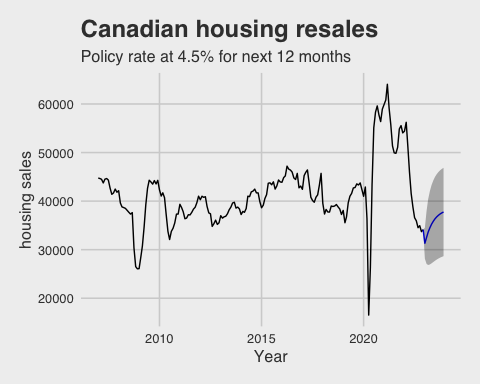 Canadian housing resales
Policy rate at 4.5% for next 12 months
housing sales
60000
50000
40000
30000
20000
2010
2015
2020
Year